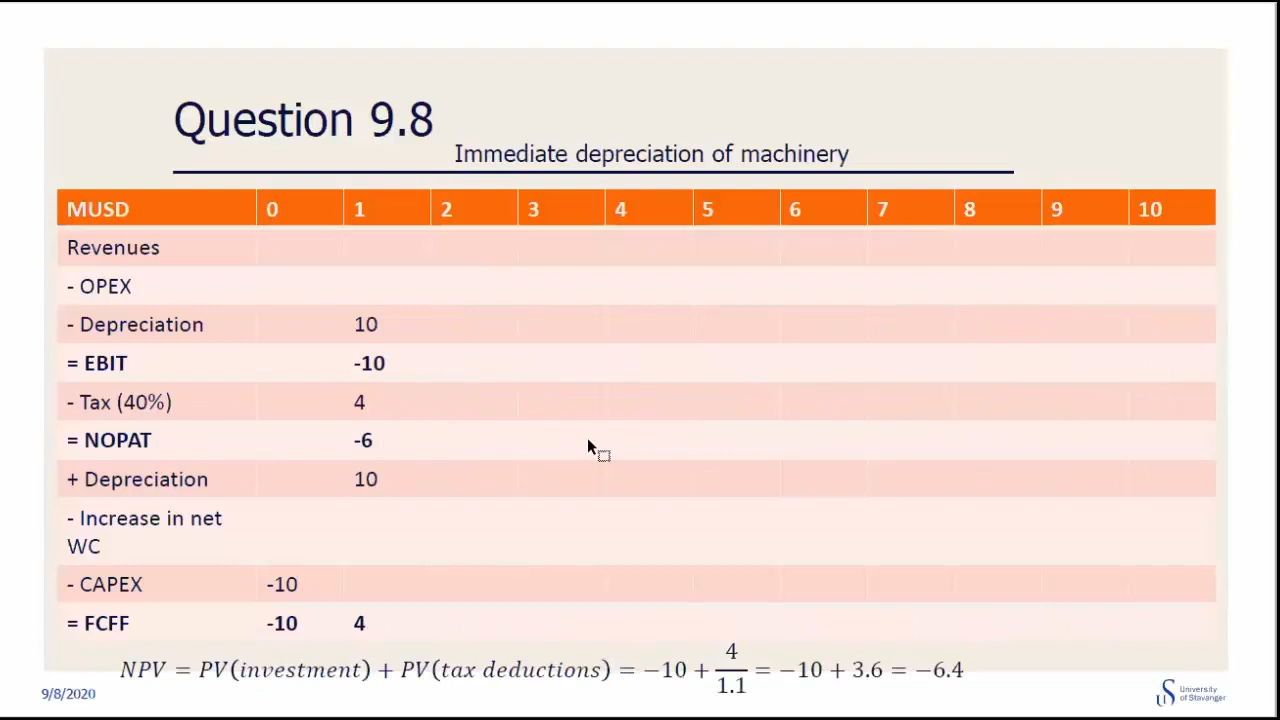 Question 9.8
Immediate depreciation of machinery
MUSD 0 1 2 3 4 5 6 7 8 9 10
Revenues
- OPEX
- Depreciation 10
= EBIT -10
- Tax (40%) 4
= NOPAT -6
+ Depreciation 10
- Increase in net
WC
- CAPEX -10
= FCFF -10 4
NPV = PV(investment) + PV(tax deductions) = −10 + 4/1.1 = −10 + 3.6 = −6.4
9/8/2020
University
of Stavanger